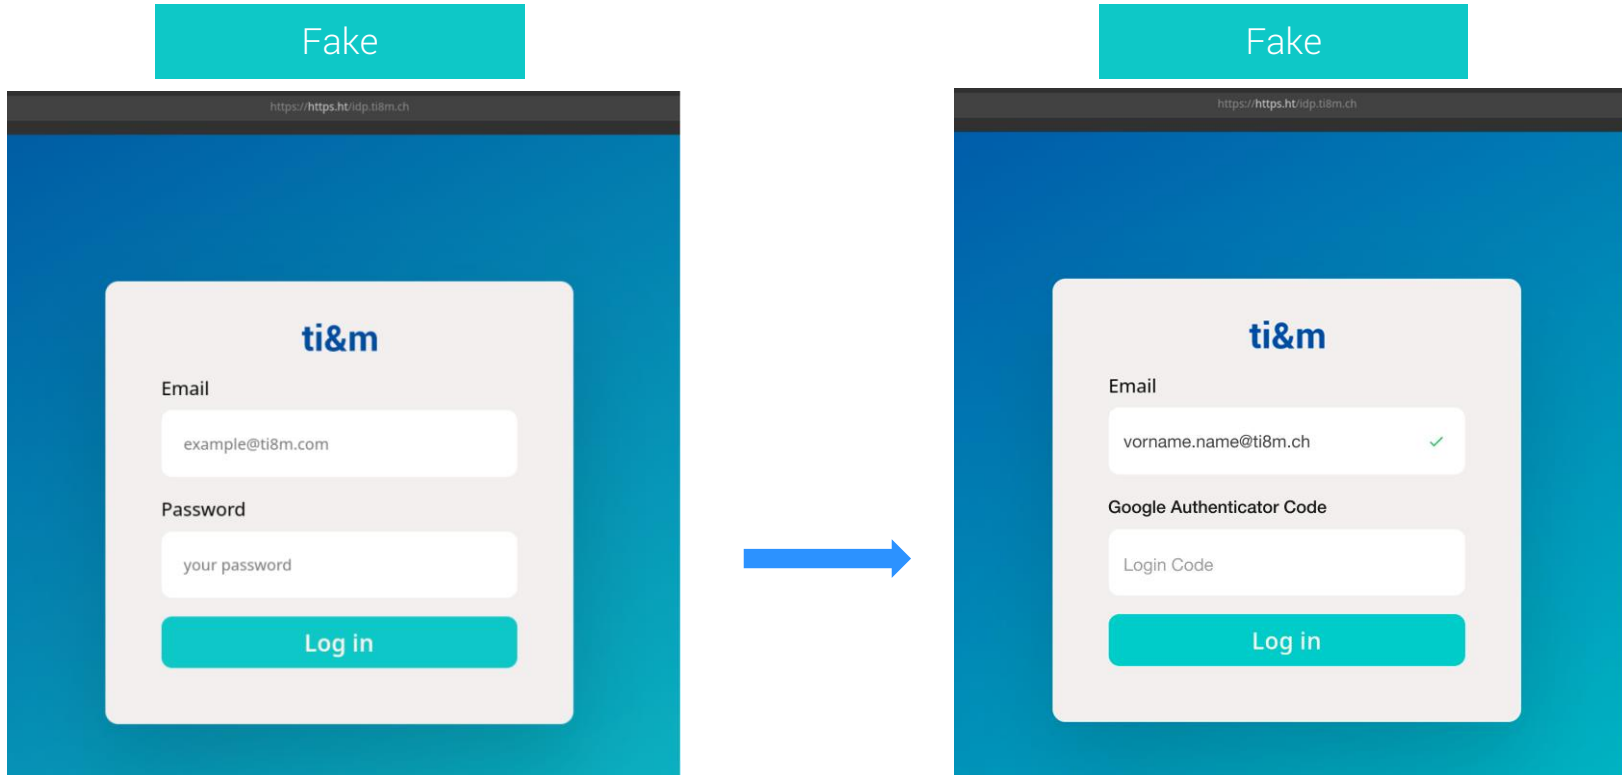 Fake
https://https.ht/idp.ti8m.ch
ti&m
Email
example@ti8m.com
Password
your password
Log in
Fake
https://https.ht/idp.ti8m.ch
ti&m
Email
vorname.name@ti8m.ch
Google Authenticator Code
Login Code
Log in